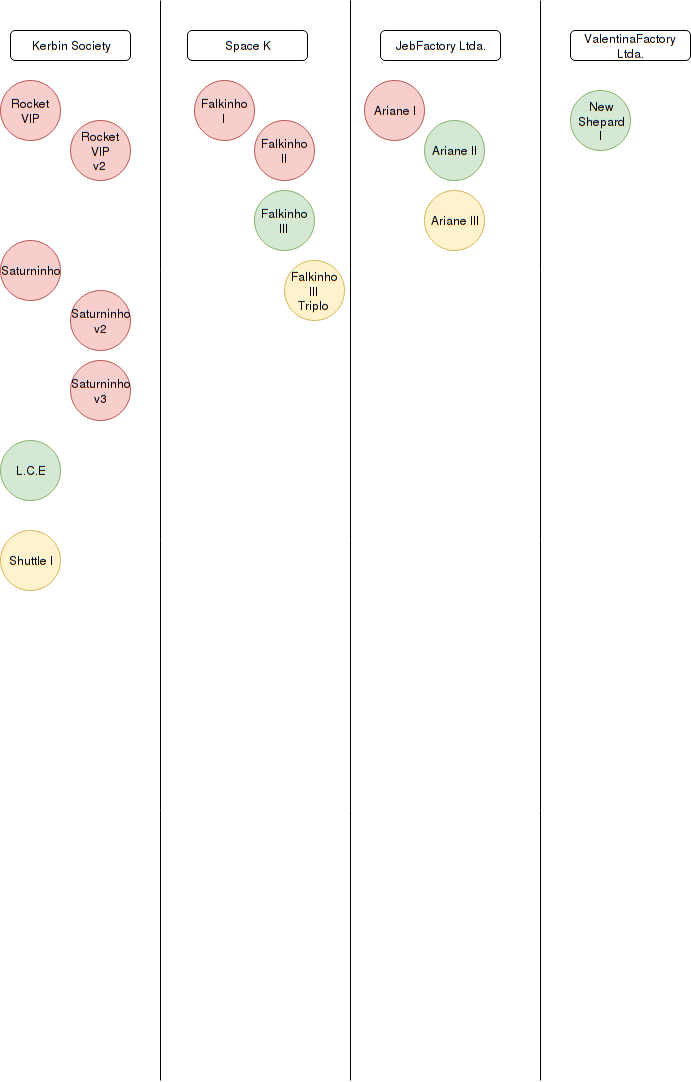 Kerbin Society
Space K
JebFactory Ltda.
ValentinaFactory
Ltda.
Rocket
VIP
Rocket
VIP
v2
Saturninho
Saturninho
v2
Saturninho
v3
L.C.E
Shuttle I
Falkinho
I
Falkinho
II
Falkinho
III
Falkinho
III
Triplo
Ariane I
Ariane II
Ariane III
New
Shepard
I